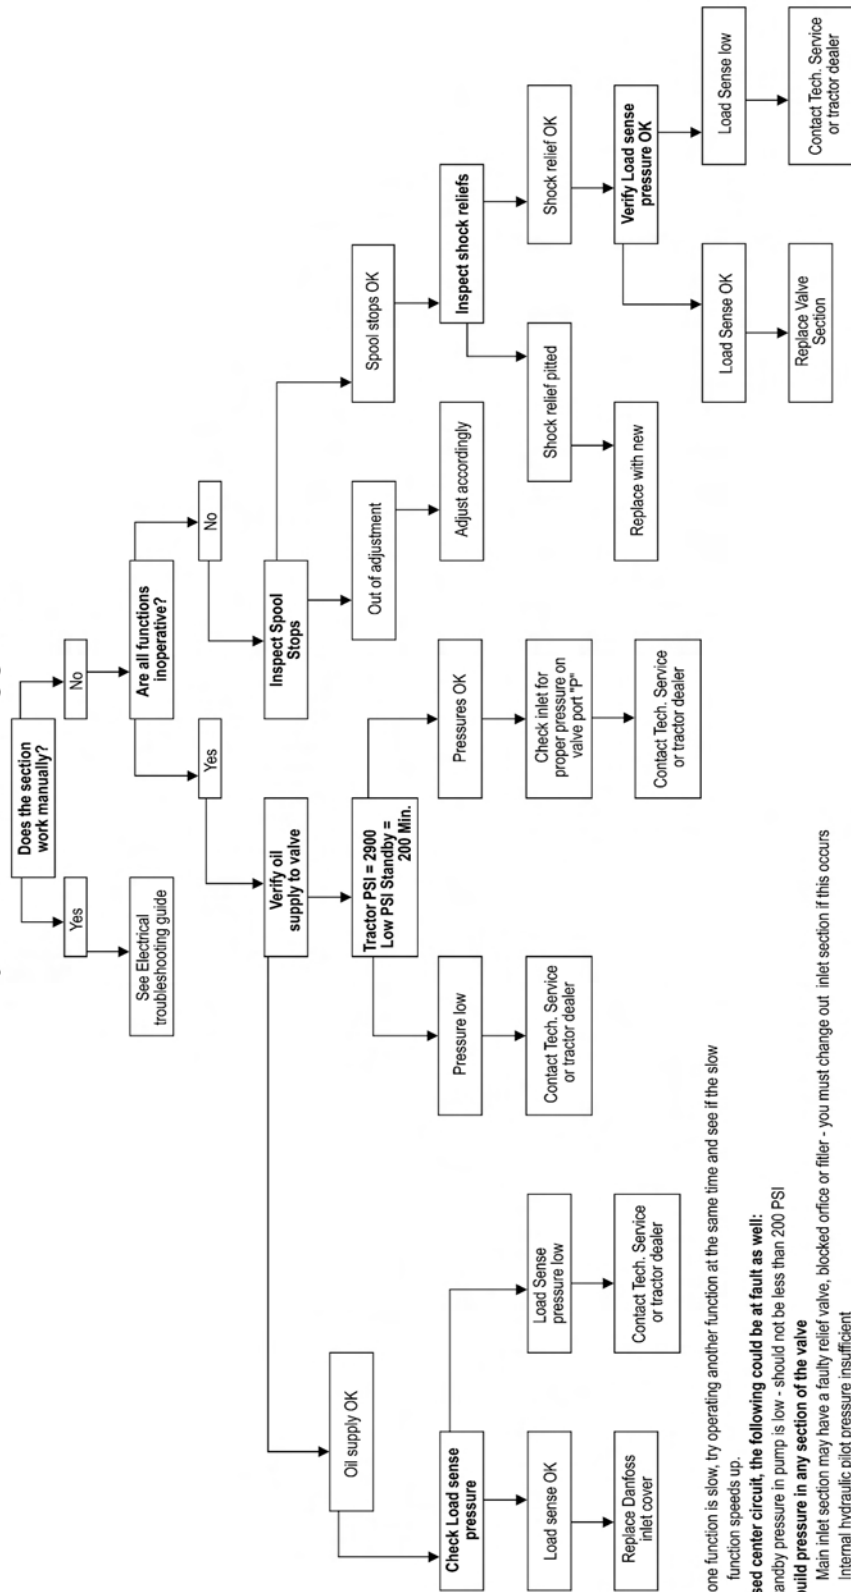 Does the section
work manually?
Yes
No
See Electrical
troubleshooting guide
Are all functions
inoperative?
Yes
No
Verify oil
supply to valve
Inspect Spool
Stops
Oil supply OK
Tractor PSI = 2900
Low PSI Standby =
200 Min.
Out of adjustment
Spool stops OK
Check Load sense
pressure
Pressure low
Pressures OK
Adjust accordingly
Inspect shock reliefs
Load sense OK
Load Sense
pressure low
Contact Tech. Service
or tractor dealer
Check inlet for
proper pressure on
valve port "P"
Shock relief pitted
Shock relief OK
Replace Danfoss
inlet cover
Contact Tech. Service
or tractor dealer
Contact Tech. Service
or tractor dealer
Replace with new
Verify Load sense
pressure OK
Load Sense OK
Load Sense low
Replace Valve
Section
Contact Tech. Service
or tractor dealer
one function is slow, try operating another function at the same time and see if the slow
function speeds up.
sed center circuit, the following could be at fault as well:
andby pressure in pump is low - should not be less than 200 PSI
uild pressure in any section of the valve
Main inlet section may have a faulty relief valve, blocked orfice or fitler - you must change out inlet section if this occurs
Internal hydraulic pilot pressure insufficient